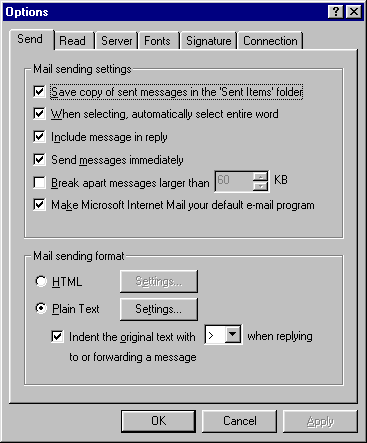 Options
Send Read Server Fonts Signature Connection
Mail sending settings
Save copy of sent messages in the 'Sent Items' folder
When selecting, automatically select entire word
Include message in reply
Send messages immediately
Break apart messages larger than 60 KB
Make Microsoft Internet Mail your default e-mail program
Mail sending format
HTML Settings...
Plain Text Settings...
Indent the original text with > when replying
to or forwarding a message
OK Cancel Apply